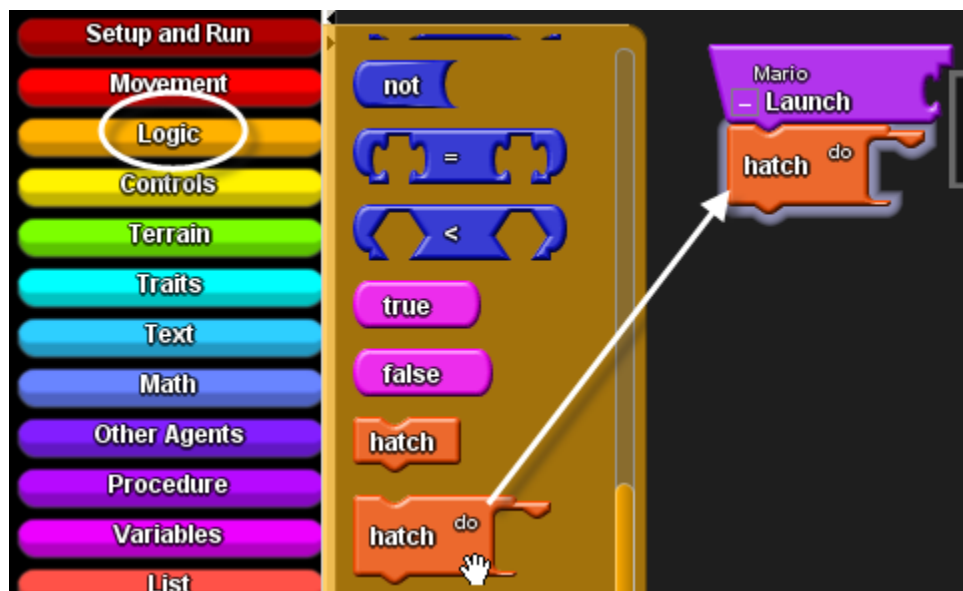 Setup and Run
Movement
Logic
Controls
Terrain
Traits
Text
Math
Other Agents
Procedure
Variables
List
not
=
<
true
false
hatch
hatch do
Mario
– Launch
hatch do